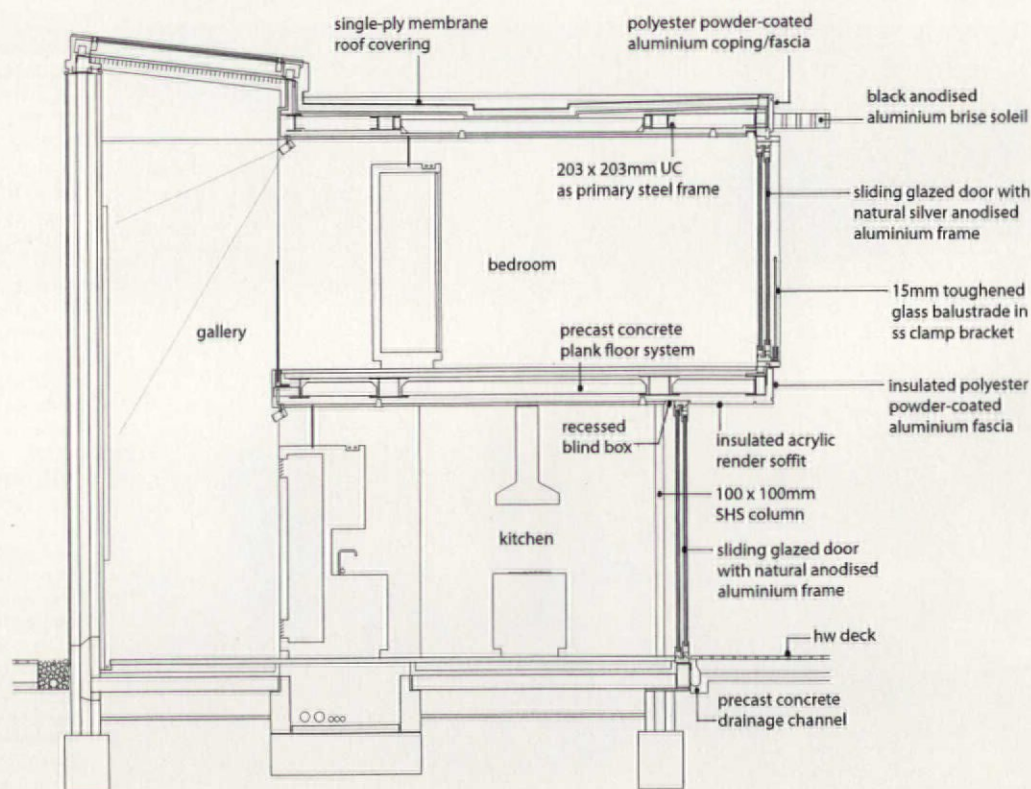 single-ply membrane
roof covering
polyester powder-coated
aluminium coping/fascia
black anodised
aluminium brise soleil
203 x 203mm UC
as primary steel frame
sliding glazed door with
natural silver anodised
aluminium frame
bedroom
15mm toughened
glass balustrade in
ss clamp bracket
gallery
precast concrete
plank floor system
insulated polyester
powder-coated
aluminium fascia
recessed
blind box
insulated acrylic
render soffit
100 x 100mm
SHS column
kitchen
sliding glazed door
with natural anodised
aluminium frame
hw deck
precast concrete
drainage channel